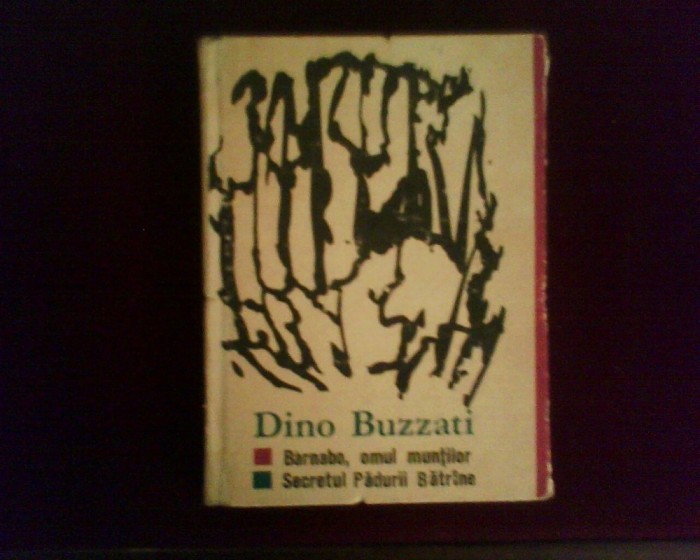 Dino Buzzati
Barnabo, omul munților
Secretul Pădurii Bătrîne